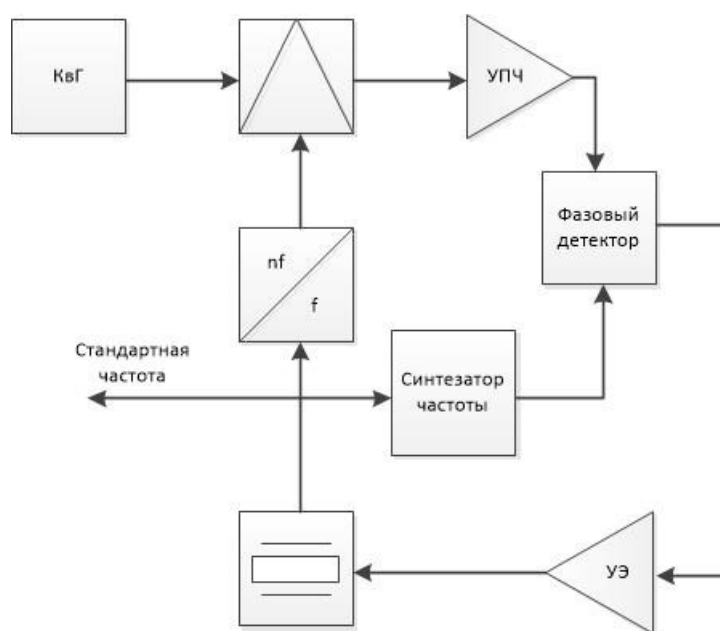 КвГ
УПЧ
Фазовый
детектор
nf
f
Стандартная
частота
Синтезатор
частоты
УЭ